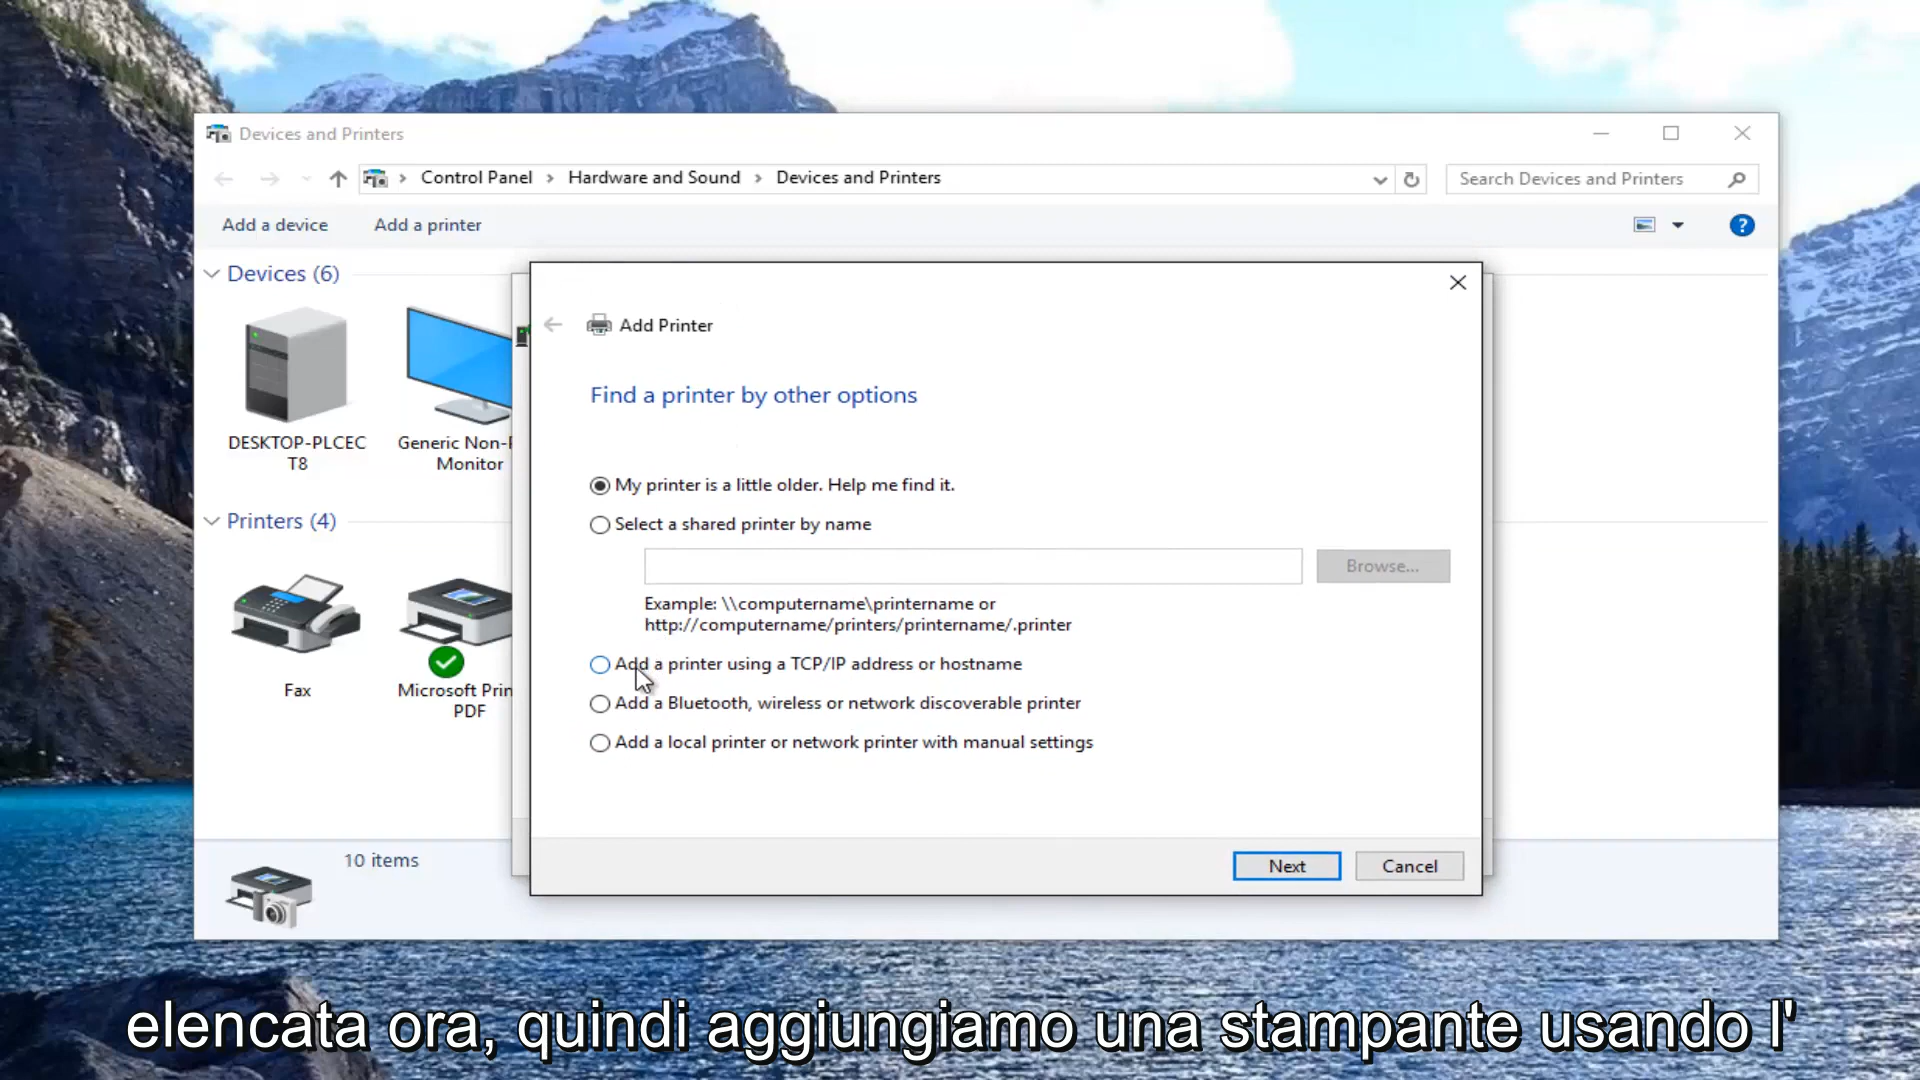 Devices and Printers
Control Panel > Hardware and Sound > Devices and Printers
Search Devices and Printers
Add a device
Add a printer
?
Devices (6)
DESKTOP-PLCEC
T8
Generic Non-
Monitor
Printers (4)
Fax
Microsoft Prin
PDF
10 items
Add Printer
Find a printer by other options
My printer is a little older. Help me find it.
Select a shared printer by name
Browse...
Example: \\computername\printername or
http://computername/printers/printername/.printer
Add a printer using a TCP/IP address or hostname
Add a Bluetooth, wireless or network discoverable printer
Add a local printer or network printer with manual settings
Next
Cancel
elencata ora, quindi aggiungiamo una stampante usando l'